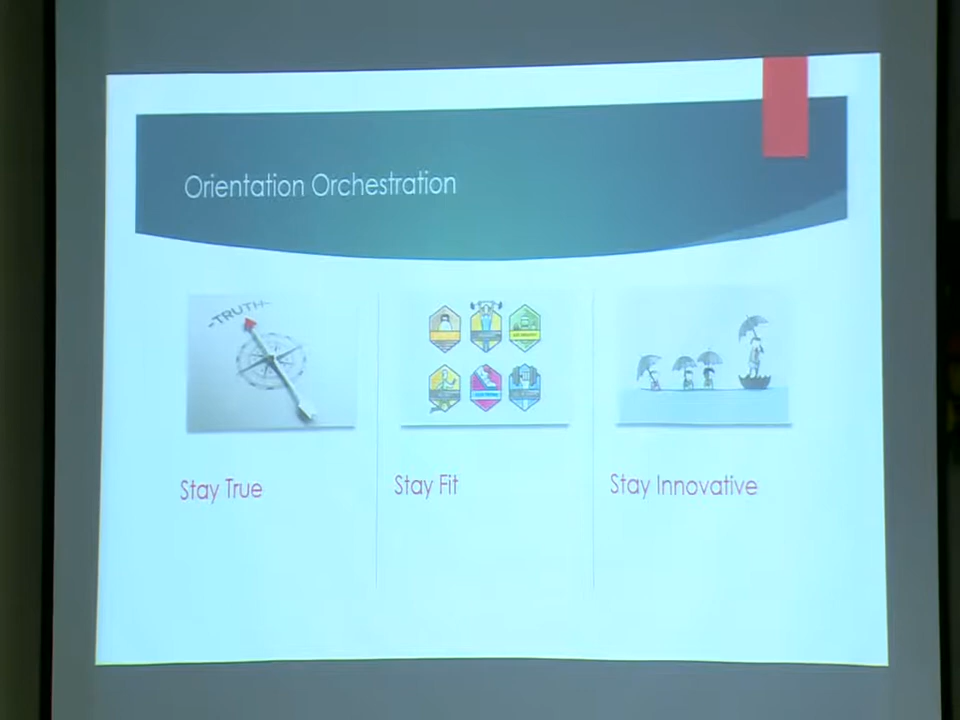 Orientation Orchestration
-TRUTH-
Stay True
Stay Fit
Stay Innovative